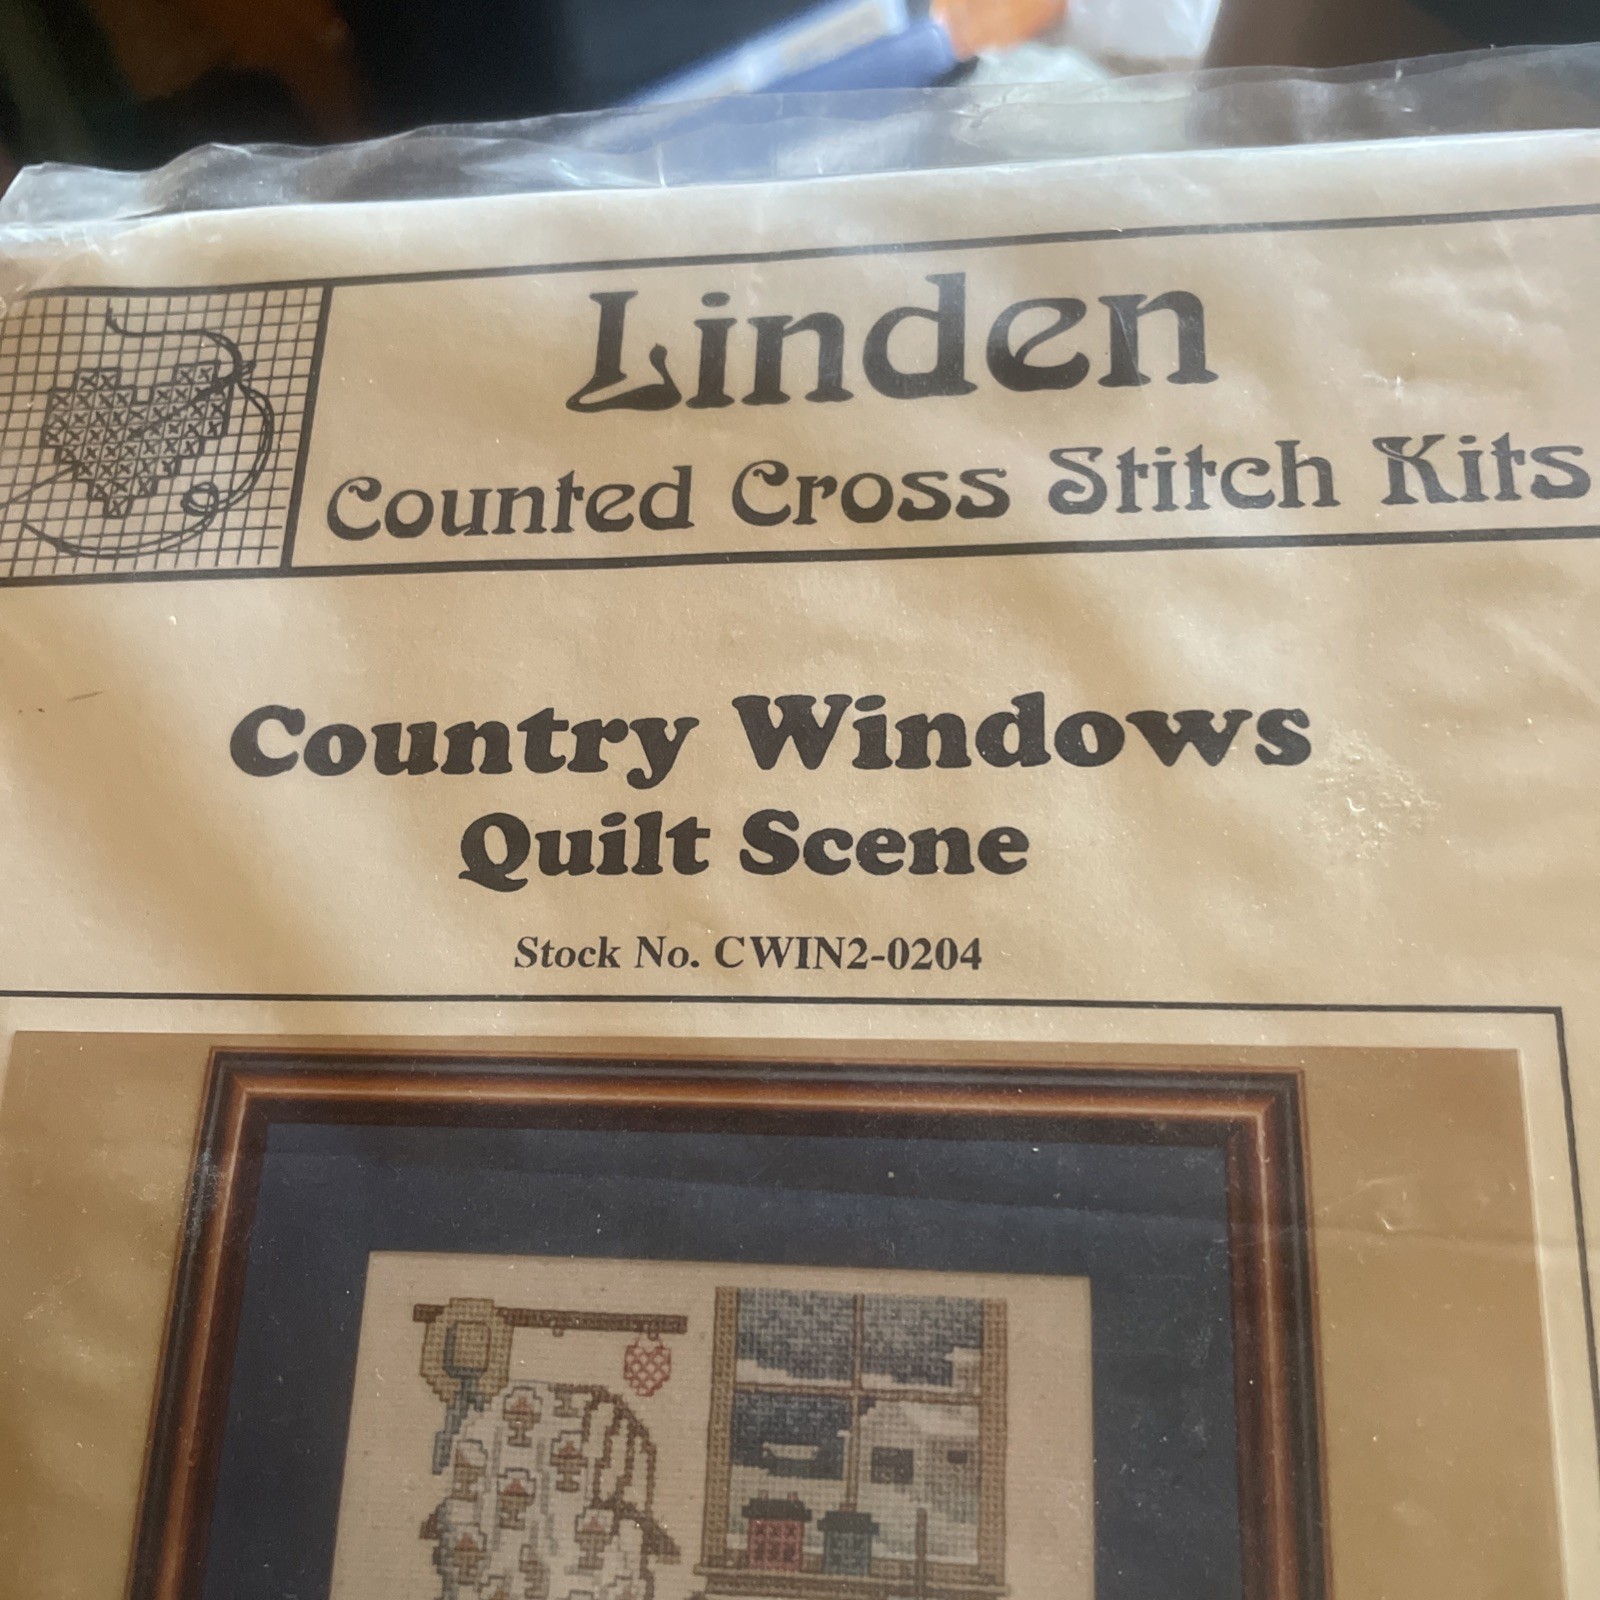 Linden
Counted Cross Stitch Kits
Country Windows
Quilt Scene
Stock No. CWIN2-0204